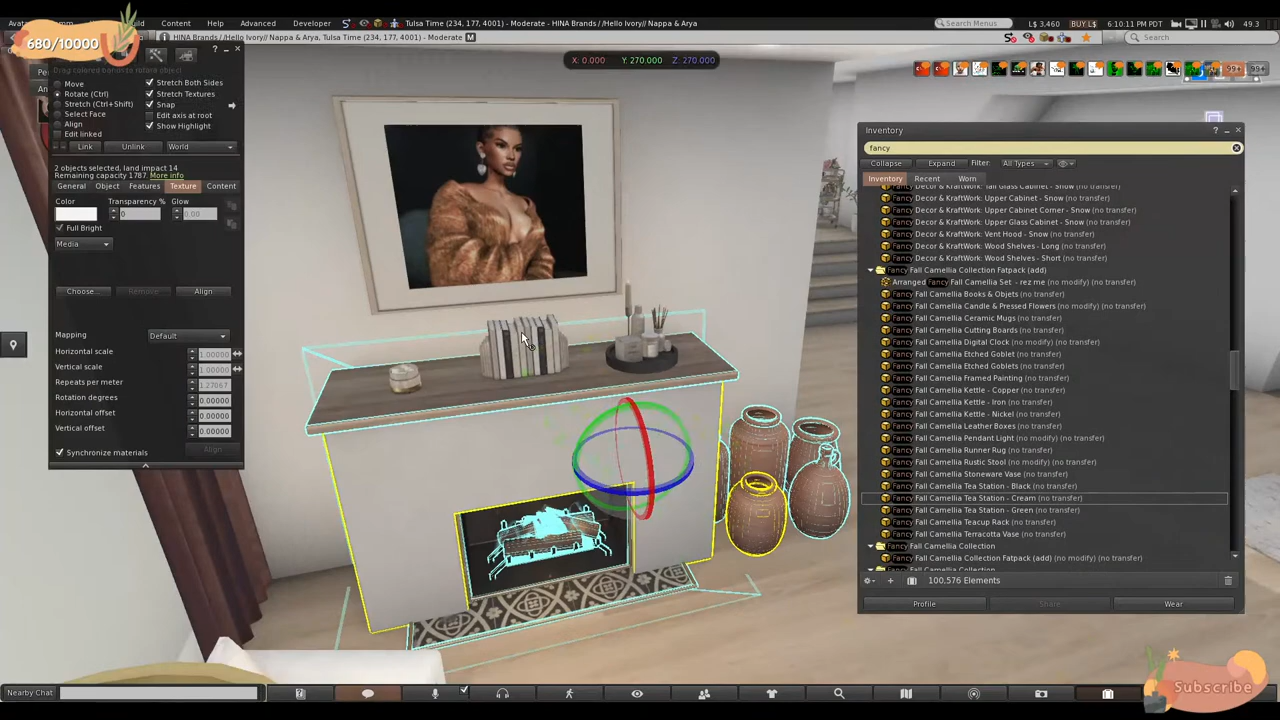 Content
Help
Advanced
Developer
Tulsa Time (234, 177, 4001) - Moderate - HINA Brands / /Hello Ivory// Nappa & Arya
Search Menus
L$ 3,460
BUY L$
6:10:11 PM PDT
49.3
680/10000
HINA Brands / /Hello Ivory// Nappa & Arya, Tulsa Time (234, 177, 4001) - Moderate
M
Search
X: 0.000
Y: 270.000
Z: 270.000
99+
99+
Drag colored bands to rotate object
Move
Rotate (Ctrl)
Stretch (Ctrl+Shift)
Select Face
Align
Edit linked
Stretch Both Sides
Stretch Textures
Snap
Edit axis at root
Show Highlight
Link
Unlink
World
2 objects selected, land impact 14
Remaining capacity 1787. More info
General
Object
Features
Texture
Content
Color
Transparency %
Glow
0
0.00
Full Bright
Media
Choose...
Remove
Align
Mapping
Default
Horizontal scale
1.00000
Vertical scale
1.00000
Repeats per meter
1.27067
Rotation degrees
0.00000
Horizontal offset
0.00000
Vertical offset
0.00000
Synchronize materials
Align
Inventory
fancy
Collapse
Expand
Filter:
All Types
Inventory
Recent
Worn
Fancy Decor & KraftWork: Tall Glass Cabinet - Snow (no transfer)
Fancy Decor & KraftWork: Upper Cabinet - Snow (no transfer)
Fancy Decor & KraftWork: Upper Cabinet Corner - Snow (no transfer)
Fancy Decor & KraftWork: Upper Glass Cabinet - Snow (no transfer)
Fancy Decor & KraftWork: Vent Hood - Snow (no transfer)
Fancy Decor & KraftWork: Wood Shelves - Long (no transfer)
Fancy Decor & KraftWork: Wood Shelves - Short (no transfer)
Fancy Fall Camellia Collection Fatpack (add)
Arranged Fancy Fall Camellia Set - rez me (no modify) (no transfer)
Fancy Fall Camellia Books & Objets (no transfer)
Fancy Fall Camellia Candle & Pressed Flowers (no modify) (no transfer)
Fancy Fall Camellia Ceramic Mugs (no transfer)
Fancy Fall Camellia Cutting Boards (no transfer)
Fancy Fall Camellia Digital Clock (no modify) (no transfer)
Fancy Fall Camellia Etched Goblets (no transfer)
Fancy Fall Camellia Etched Goblets (no transfer)
Fancy Fall Camellia Framed Painting (no transfer)
Fancy Fall Camellia Kettle - Copper (no transfer)
Fancy Fall Camellia Kettle - Iron (no transfer)
Fancy Fall Camellia Kettle - Nickel (no transfer)
Fancy Fall Camellia Leather Boxes (no transfer)
Fancy Fall Camellia Pendant Light (no modify) (no transfer)
Fancy Fall Camellia Runner Rug (no transfer)
Fancy Fall Camellia Rustic Stool (no modify) (no transfer)
Fancy Fall Camellia Stoneware Vase (no transfer)
Fancy Fall Camellia Tea Station - Black (no transfer)
Fancy Fall Camellia Tea Station - Cream (no transfer)
Fancy Fall Camellia Tea Station - Green (no transfer)
Fancy Fall Camellia Teacup Rack (no transfer)
Fancy Fall Camellia Terracotta Vase (no transfer)
Fancy Fall Camellia Collection
Fancy Fall Camellia Collection Fatpack (add) (no modify) (no transfer)
Fancy Fall Camellia Collection
100,576 Elements
Profile
Share
Wear
Nearby Chat
Subscribe